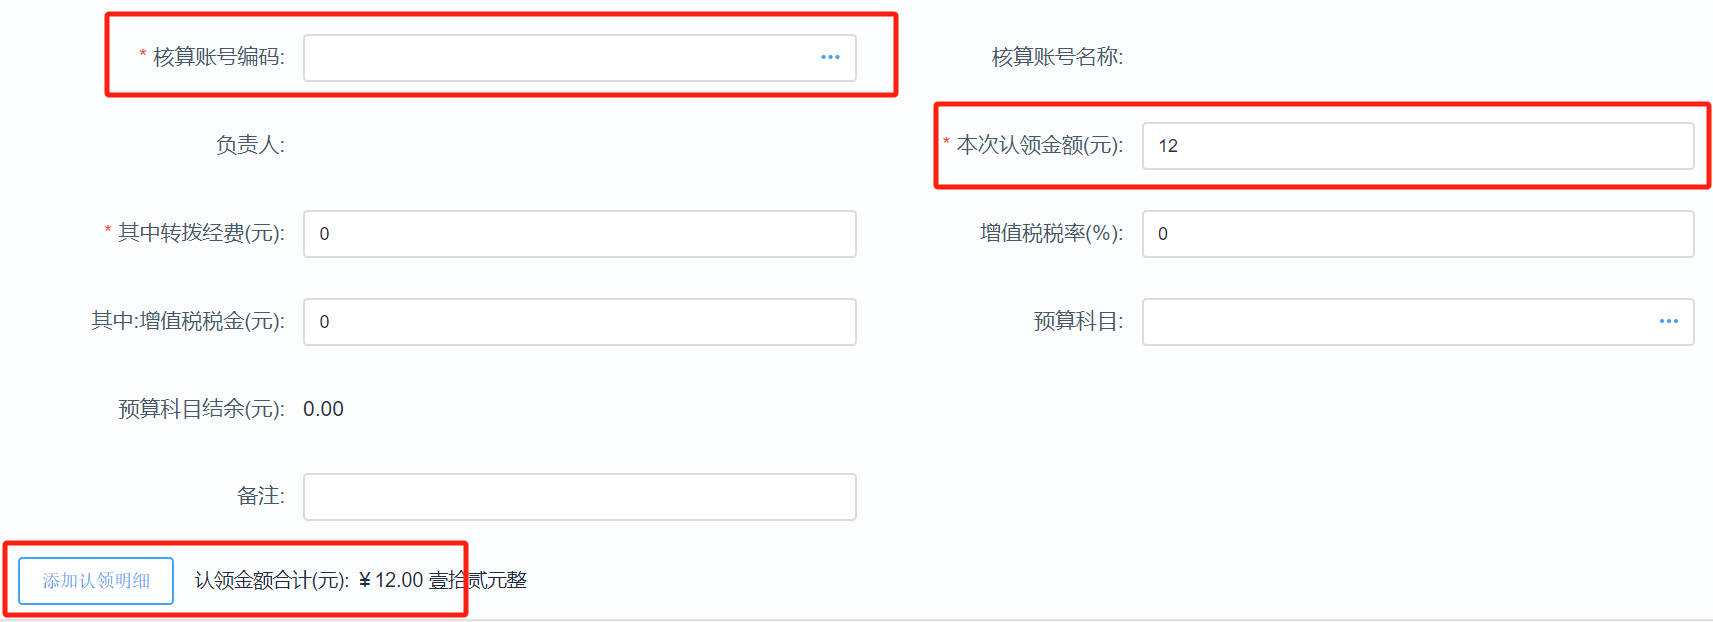 * 核算账号编码: ... 核算账号名称:
负责人: * 本次认领金额(元): 12
* 其中转拨经费(元): 0 增值税税率(%): 0
其中:增值税税金(元): 0 预算科目: ...
预算科目结余(元): 0.00
备注:
添加认领明细 认领金额合计(元): ¥12.00 壹拾贰元整